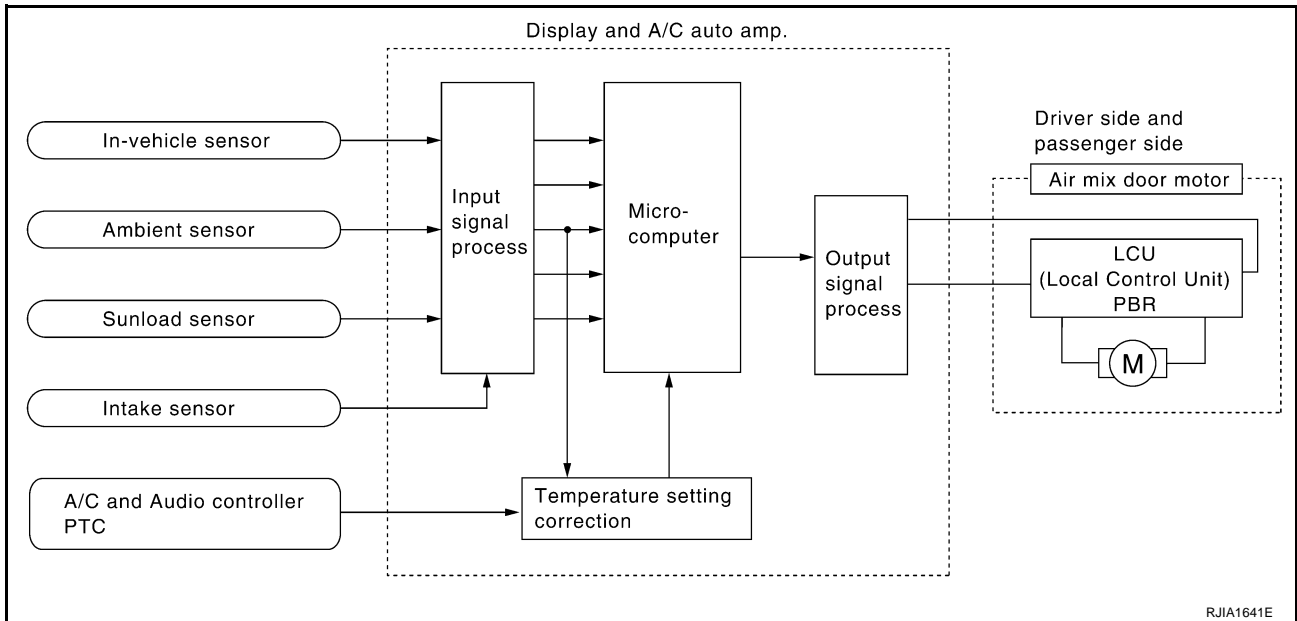 Display and A/C auto amp.
In-vehicle sensor
Ambient sensor
Sunload sensor
Intake sensor
A/C and Audio controller
PTC
Input
signal
process
Micro-
computer
Temperature setting
correction
Output
signal
process
Driver side and
passenger side
Air mix door motor
LCU
(Local Control Unit)
PBR
M
RJIA1641E